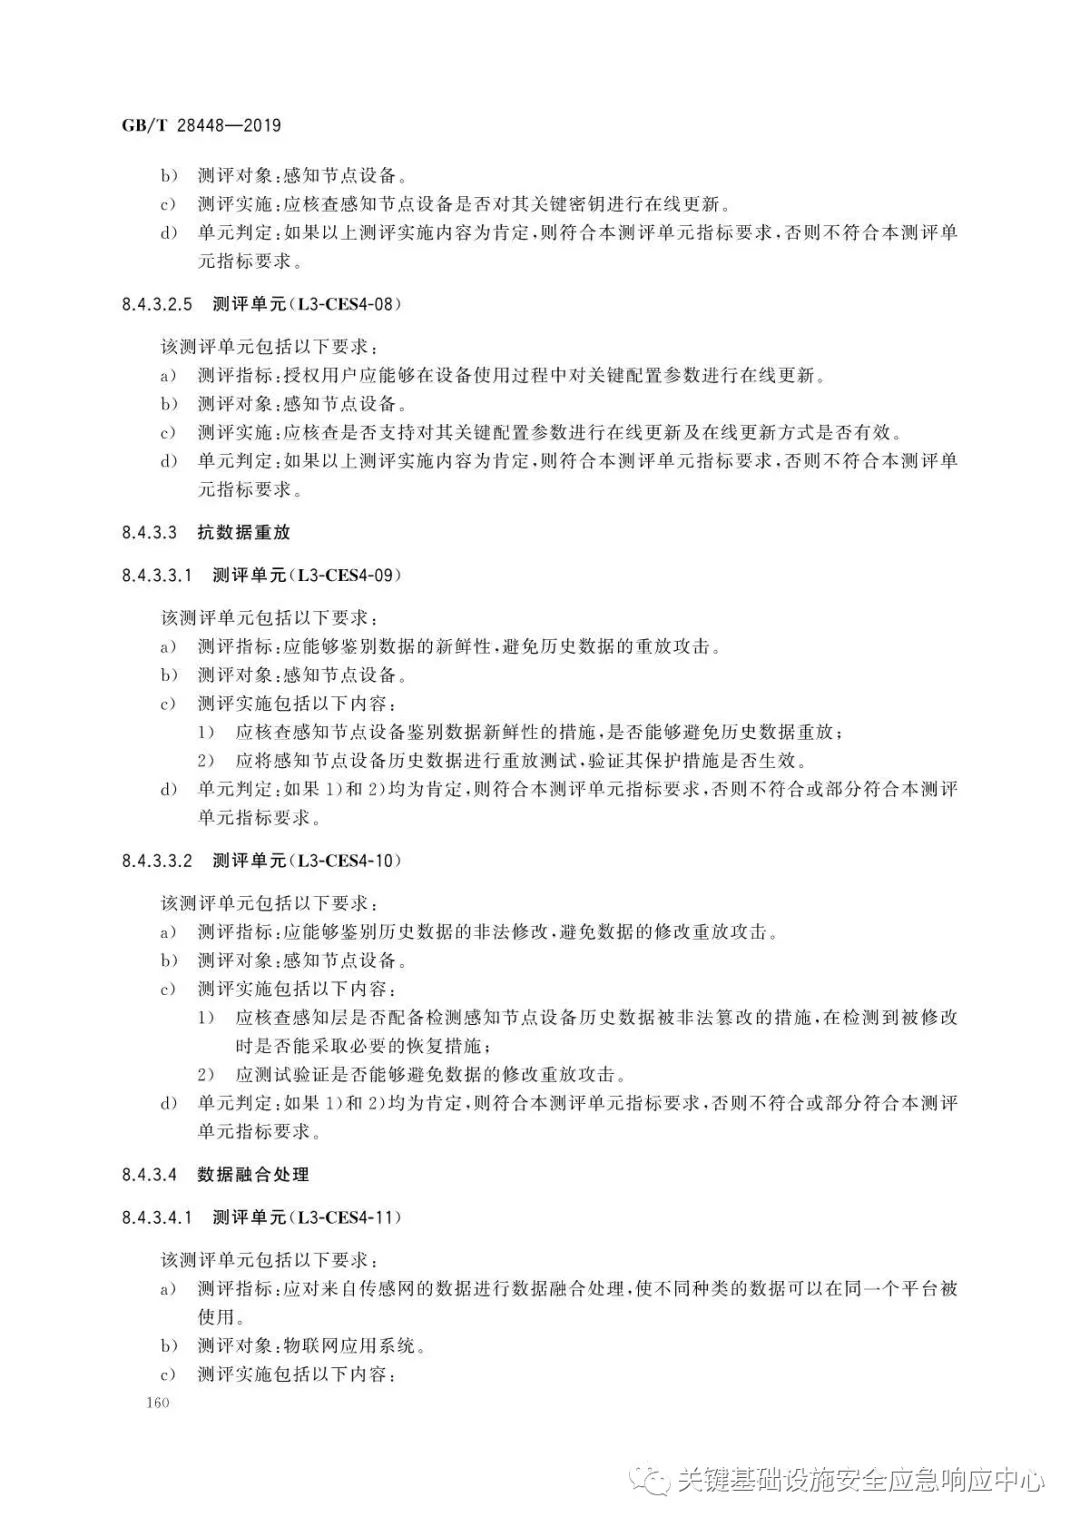 GB/T 28448—2019
b) 测评对象:感知节点设备。
c) 测评实施:应核查感知节点设备是否对其关键密钥进行在线更新。
d) 单元判定:如果以上测评实施内容为肯定,则符合本测评单元指标要求,否则不符合本测评单
元指标要求。
8.4.3.2.5 测评单元(L3-CES4-08)
该测评单元包括以下要求:
a) 测评指标:授权用户应能够在设备使用过程中对关键配置参数进行在线更新。
b) 测评对象:感知节点设备。
c) 测评实施:应核查是否支持对其关键配置参数进行在线更新及在线更新方式是否有效。
d) 单元判定:如果以上测评实施内容为肯定,则符合本测评单元指标要求,否则不符合本测评单
元指标要求。
8.4.3.3 抗数据重放
8.4.3.3.1 测评单元(L3-CES4-09)
该测评单元包括以下要求:
a) 测评指标:应能够鉴别数据的新鲜性,避免历史数据的重放攻击。
b) 测评对象:感知节点设备。
c) 测评实施包括以下内容:
1) 应核查感知节点设备鉴别数据新鲜性的措施,是否能够避免历史数据重放;
2) 应将感知节点设备历史数据进行重放测试,验证其保护措施是否生效。
d) 单元判定:如果 1)和 2)均为肯定,则符合本测评单元指标要求,否则不符合或部分符合本测评
单元指标要求。
8.4.3.3.2 测评单元(L3-CES4-10)
该测评单元包括以下要求:
a) 测评指标:应能够鉴别历史数据的非法修改,避免数据的修改重放攻击。
b) 测评对象:感知节点设备。
c) 测评实施包括以下内容:
1) 应核查感知层是否配备检测感知节点设备历史数据被非法篡改的措施,在检测到被修改
时是否能采取必要的恢复措施;
2) 应测试验证是否能够避免数据的修改重放攻击。
d) 单元判定:如果 1)和 2)均为肯定,则符合本测评单元指标要求,否则不符合或部分符合本测评
单元指标要求。
8.4.3.4 数据融合处理
8.4.3.4.1 测评单元(L3-CES4-11)
该测评单元包括以下要求:
a) 测评指标:应对来自传感网的数据进行数据融合处理,使不同种类的数据可以在同一个平台被
使用。
b) 测评对象:物联网应用系统。
c) 测评实施包括以下内容:
160
关键基础设施安全应急响应中心